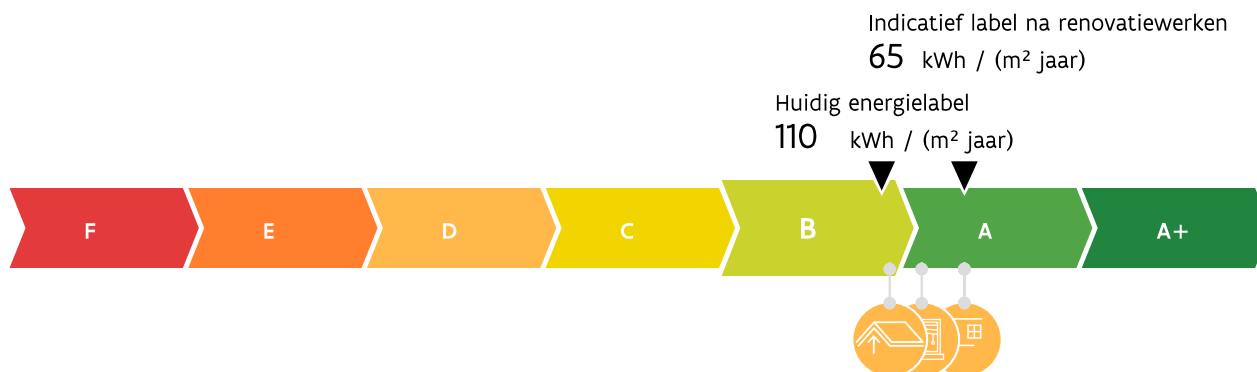 Indicatief label na renovatiewerken
65 kWh / (m² jaar)
Huidig energielabel
110 kWh / (m² jaar)
F E D C B A A+